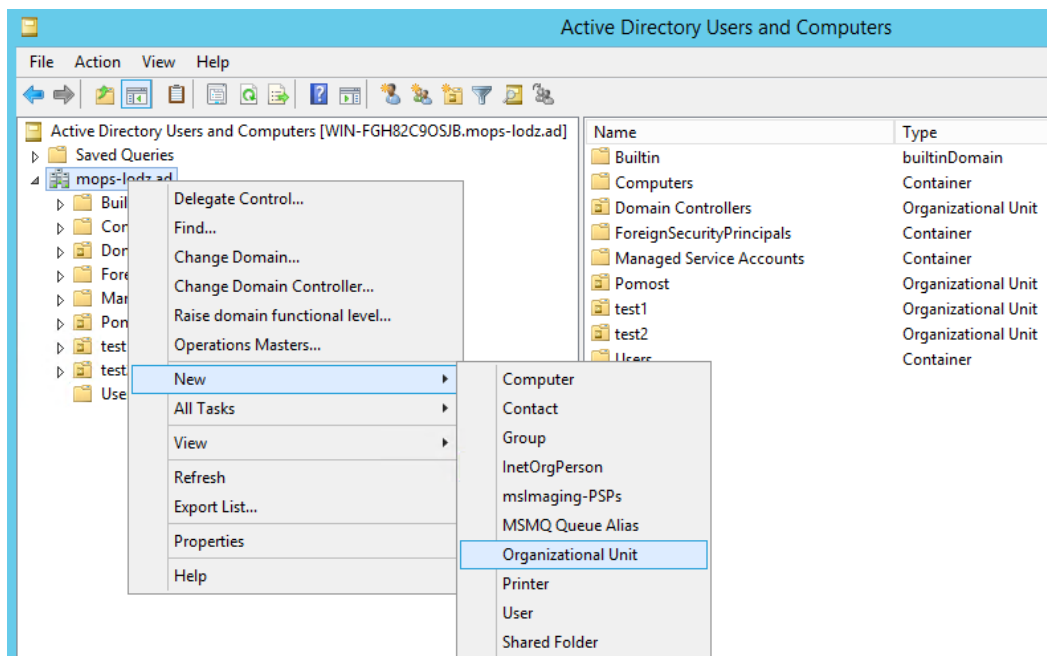 Active Directory Users and Computers
File Action View Help
Active Directory Users and Computers [WIN-FGH82C9OSJB.mops-lodz.ad]
Saved Queries
mops-lodz.ad
Buil
Con
Dor
Fore
Mar
Pon
test
test
Use
Delegate Control...
Find...
Change Domain...
Change Domain Controller...
Raise domain functional level...
Operations Masters...
New
All Tasks
View
Refresh
Export List...
Properties
Help
Computer
Contact
Group
InetOrgPerson
msImaging-PSPs
MSMQ Queue Alias
Organizational Unit
Printer
User
Shared Folder
Name Type
Builtin builtinDomain
Computers Container
Domain Controllers Organizational Unit
ForeignSecurityPrincipals Container
Managed Service Accounts Container
Pomost Organizational Unit
test1 Organizational Unit
test2 Organizational Unit
Users Container